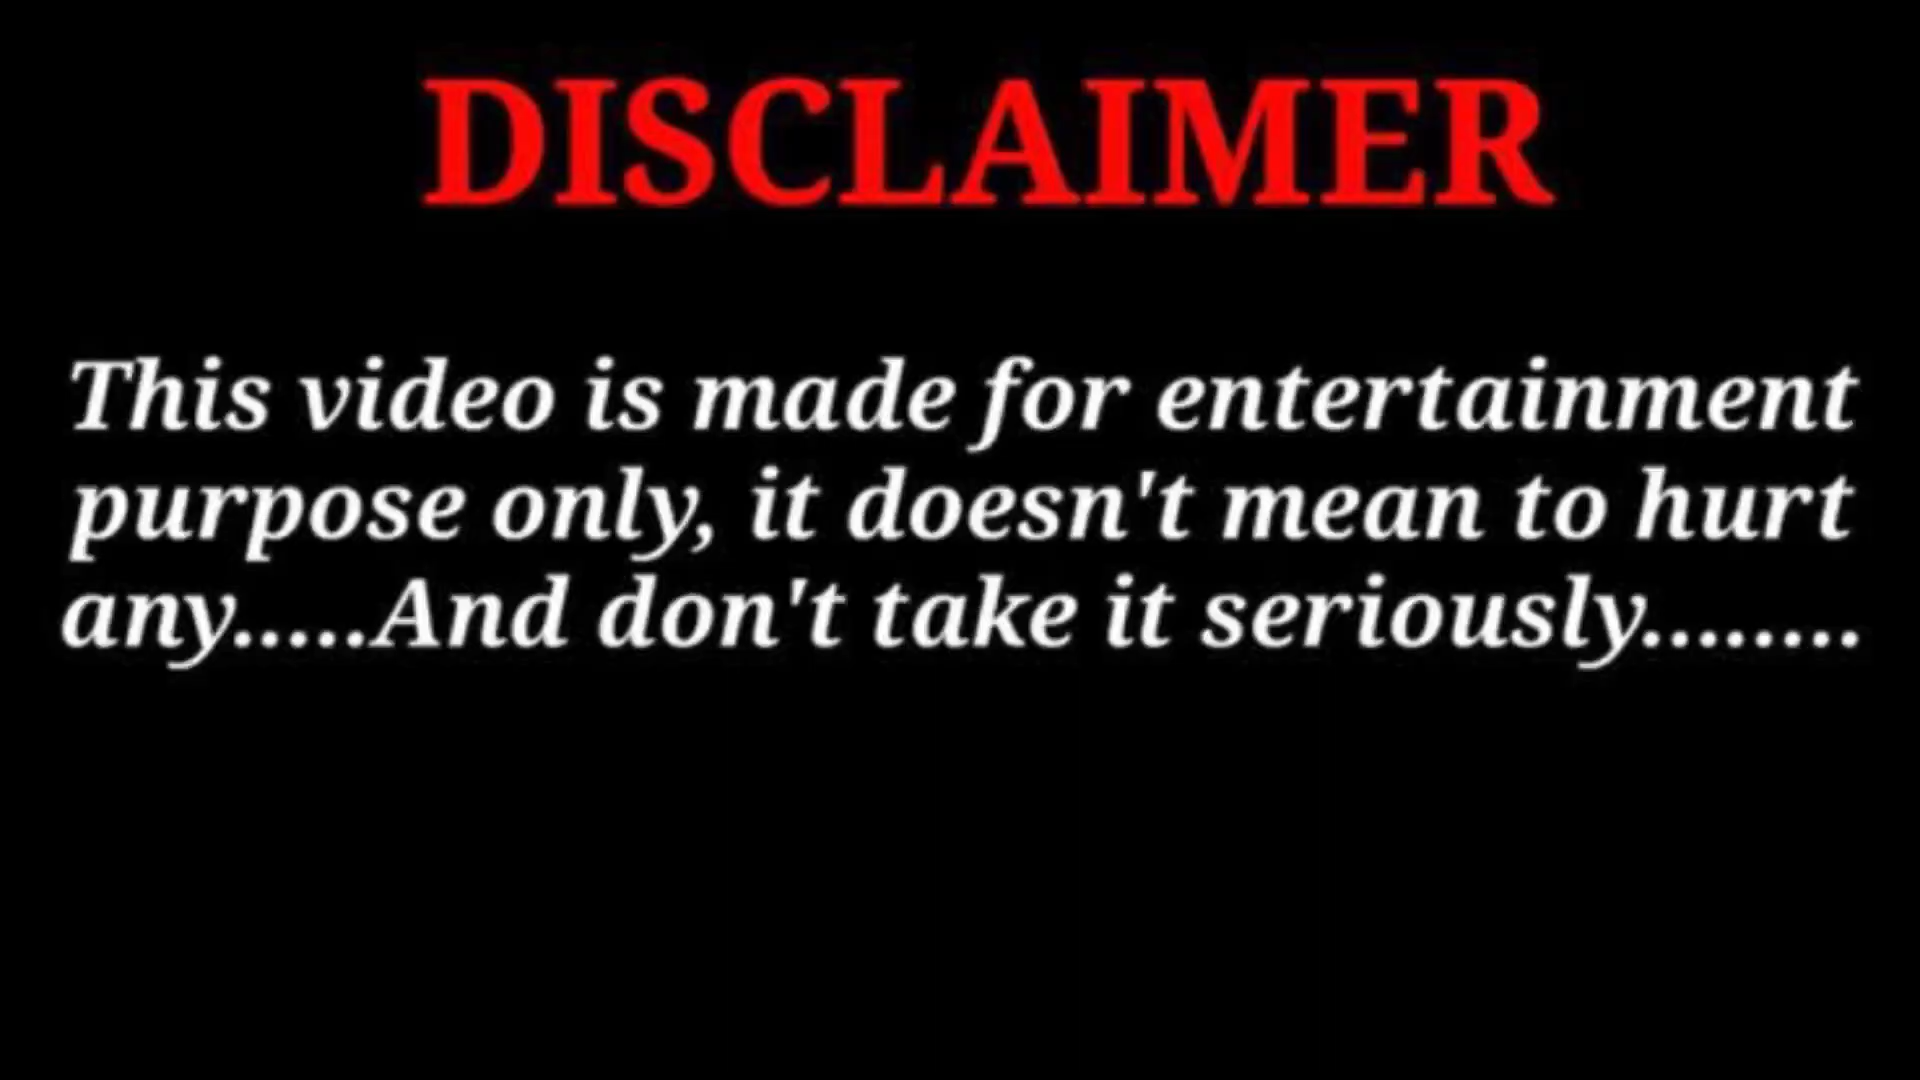 DISCLAIMER
This video is made for entertainment
purpose only, it doesn't mean to hurt
any.....And don't take it seriously........